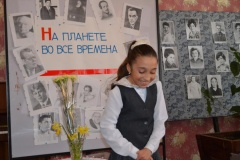 На планете
во все времена